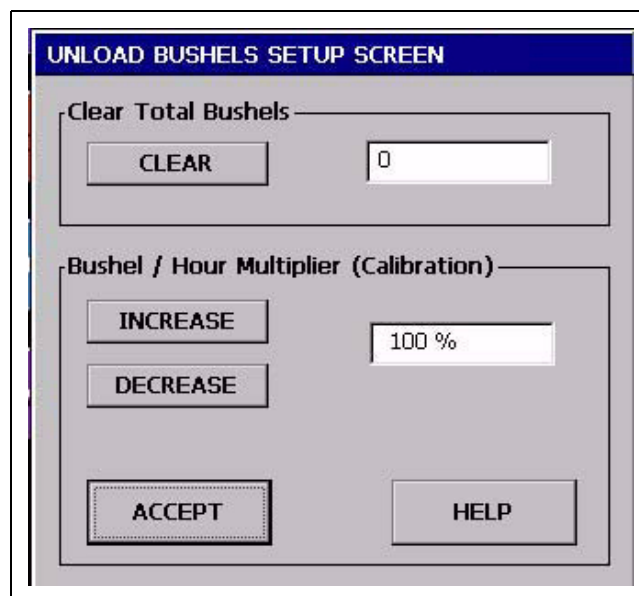 UNLOAD BUSHELS SETUP SCREEN
Clear Total Bushels
CLEAR
0
Bushel / Hour Multiplier (Calibration)
INCREASE
100 %
DECREASE
ACCEPT
HELP